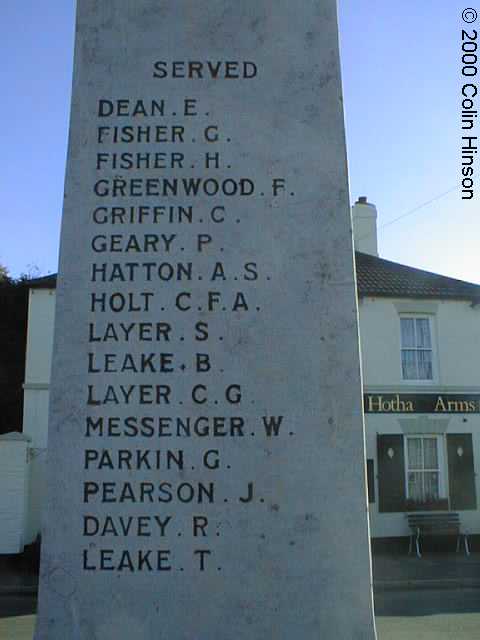 SERVED
DEAN. E.
FISHER. G.
FISHER. H.
GREENWOOD. F.
GRIFFIN. C.
GEARY. P.
HATTON. A. S.
HOLT. C. F. A.
LAYER. S.
LEAKE. B.
LAYER. C. G.
MESSENGER. W.
PARKIN. G.
PEARSON. J.
DAVEY. R.
LEAKE. T.
Hotha Arms
© 2000 Colin Hinson